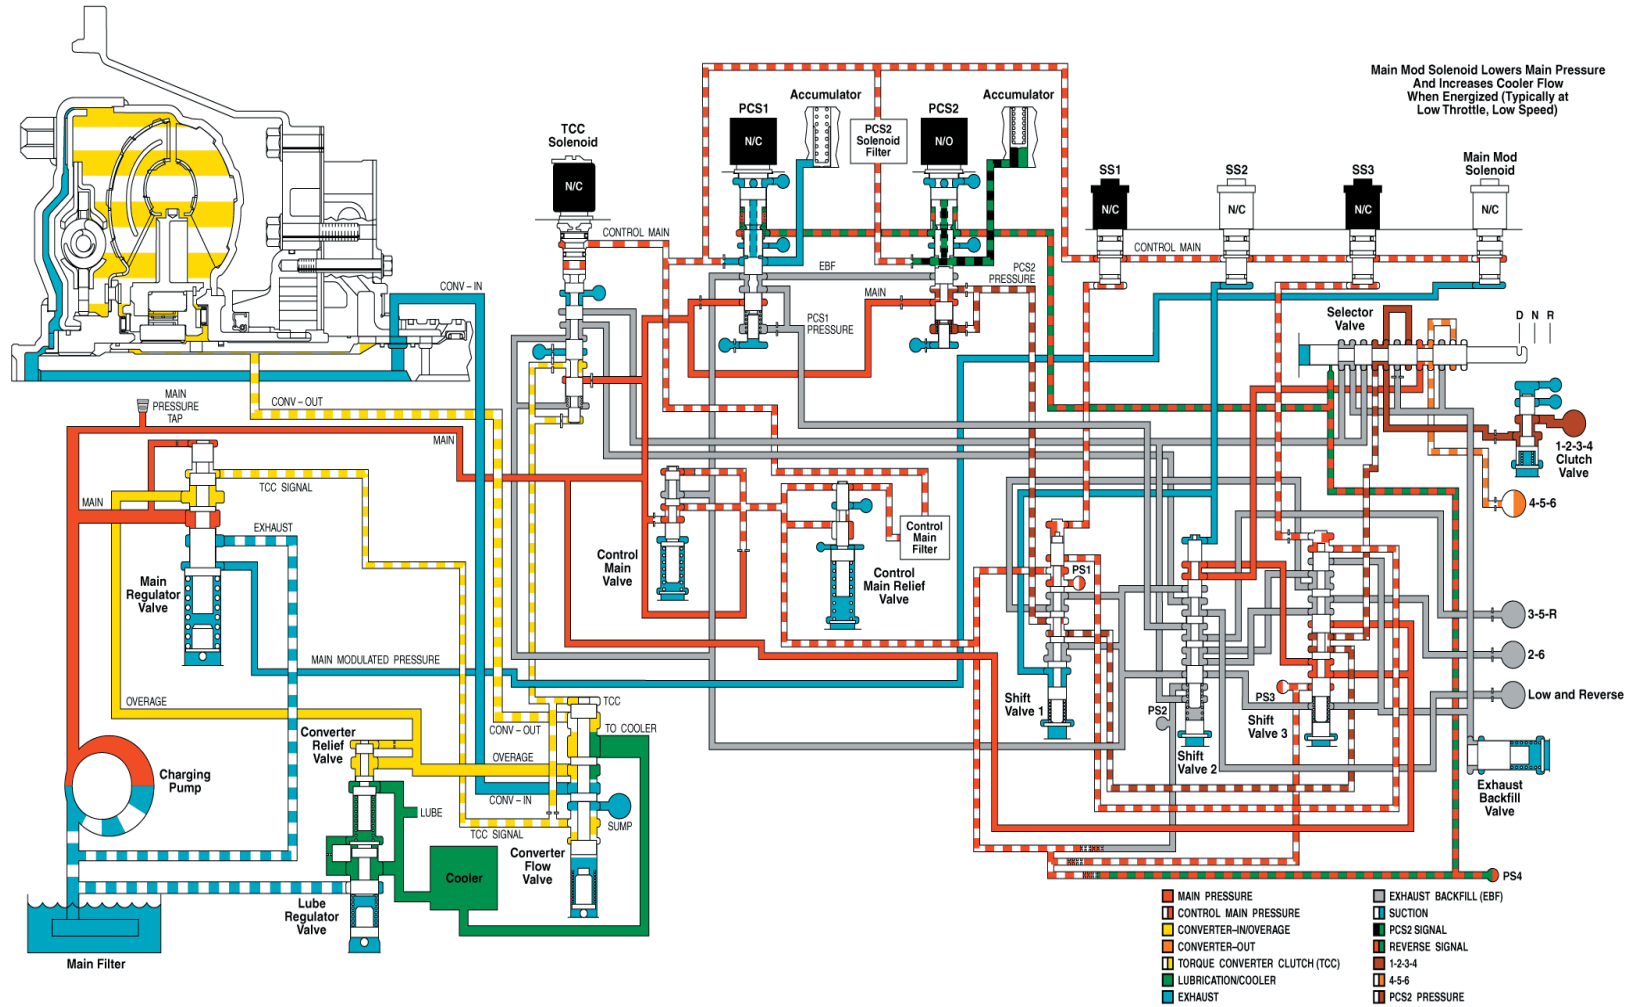 Main Mod Solenoid Lowers Main Pressure
And Increases Cooler Flow
When Energized (Typically at
Low Throttle, Low Speed)
PCS1
Accumulator
PCS2
Accumulator
TCC
Solenoid
N/C
PCS2
Solenoid
Filter
N/O
N/C
SS1
SS2
SS3
Main Mod
Solenoid
N/C
N/C
N/C
N/C
CONTROL MAIN
CONTROL MAIN
EBF
PCS2
PRESSURE
CONV – IN
MAIN
PCS1
PRESSURE
Selector
Valve
D N R
MAIN
PRESSURE
TAP
CONV – OUT
MAIN
1-2-3-4
Clutch
Valve
TCC SIGNAL
MAIN
4-5-6
EXHAUST
Control
Main
Filter
Control
Main
Valve
Control
Main Relief
Valve
PS1
Main
Regulator
Valve
3-5-R
2-6
MAIN MODULATED PRESSURE
Low and Reverse
OVERAGE
TCC
Shift
Valve 1
PS2
PS3
Shift
Valve 3
Converter
Relief
Valve
CONV – OUT
TO COOLER
OVERAGE
Shift
Valve 2
Charging
Pump
CONV – IN
LUBE
SUMP
TCC SIGNAL
Exhaust
Backfill
Valve
Converter
Flow
Valve
Cooler
PS4
Lube
Regulator
Valve
Main Filter
MAIN PRESSURE
CONTROL MAIN PRESSURE
CONVERTER–IN/OVERAGE
CONVERTER–OUT
TORQUE CONVERTER CLUTCH (TCC)
LUBRICATION/COOLER
EXHAUST
EXHAUST BACKFILL (EBF)
SUCTION
PCS2 SIGNAL
REVERSE SIGNAL
1-2-3-4
4-5-6
PCS2 PRESSURE